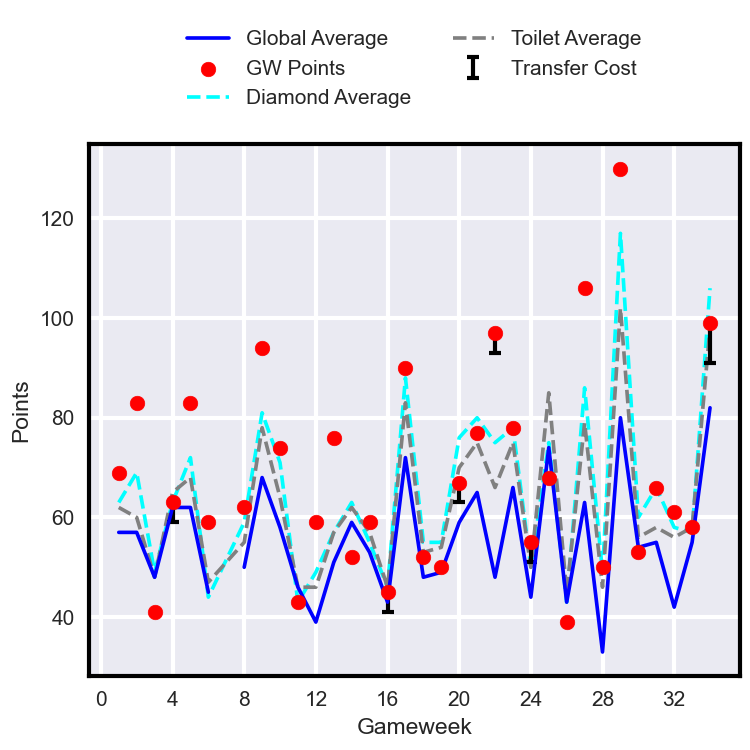 Global Average
GW Points
Diamond Average
Toilet Average
Transfer Cost
120
100
80
60
40
Points
0 4 8 12 16 20 24 28 32
Gameweek